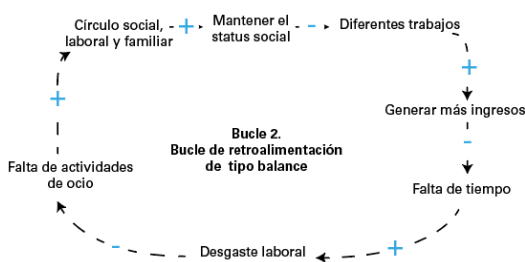 Círculo social,
laboral y familiar
+
Mantener el
status social
-
Diferentes trabajos
+
Generar más ingresos
-
Falta de tiempo
+
Desgaste laboral
-
Falta de actividades
de ocio
+
Bucle 2.
Bucle de retroalimentación
de tipo balance